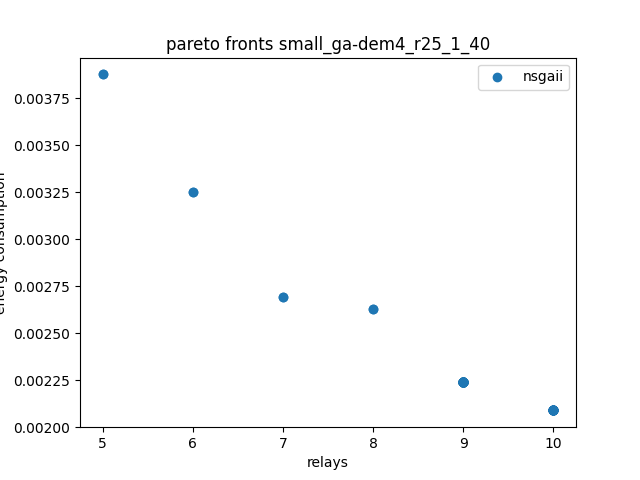 pareto fronts small_ga-dem4_r25_1_40
nsgaii
0.00375
0.00350
0.00325
0.00300
0.00275
0.00250
0.00225
0.00200
energy consumption
5 6 7 8 9 10
relays